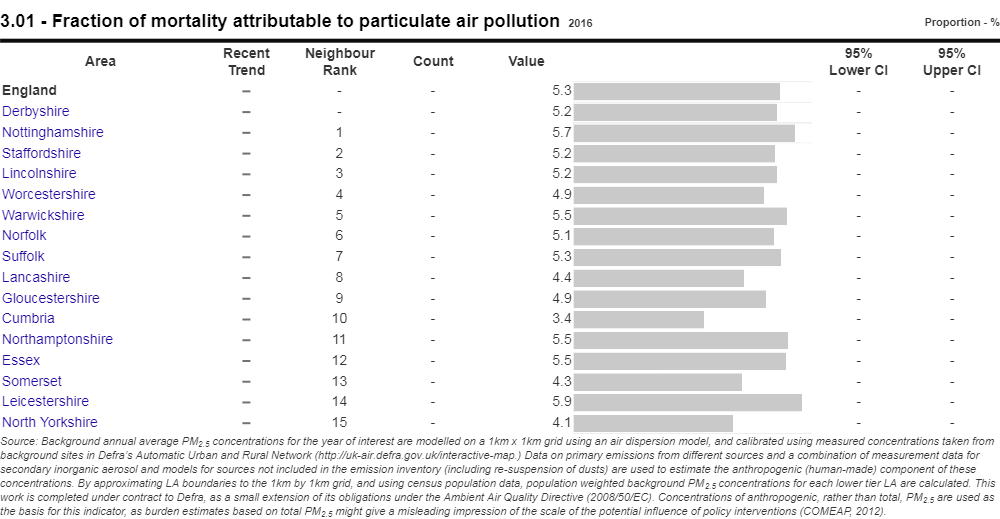 3.01 - Fraction of mortality attributable to particulate air pollution 2016 Proportion - %
Area Recent Trend Neighbour Rank Count Value 95% Lower CI 95% Upper CI
England – - - 5.3 - -
Derbyshire – - - 5.2 - -
Nottinghamshire – 1 - 5.7 - -
Staffordshire – 2 - 5.2 - -
Lincolnshire – 3 - 5.2 - -
Worcestershire – 4 - 4.9 - -
Warwickshire – 5 - 5.5 - -
Norfolk – 6 - 5.1 - -
Suffolk – 7 - 5.3 - -
Lancashire – 8 - 4.4 - -
Gloucestershire – 9 - 4.9 - -
Cumbria – 10 - 3.4 - -
Northamptonshire – 11 - 5.5 - -
Essex – 12 - 5.5 - -
Somerset – 13 - 4.3 - -
Leicestershire – 14 - 5.9 - -
North Yorkshire – 15 - 4.1 - -
Source: Background annual average PM2.5 concentrations for the year of interest are modelled on a 1km x 1km grid using an air dispersion model, and calibrated using measured concentrations taken from
background sites in Defra's Automatic Urban and Rural Network (http://uk-air.defra.gov.uk/interactive-map.) Data on primary emissions from different sources and a combination of measurement data for
secondary inorganic aerosol and models for sources not included in the emission inventory (including re-suspension of dusts) are used to estimate the anthropogenic (human-made) component of these
concentrations. By approximating LA boundaries to the 1km by 1km grid, and using census population data, population weighted background PM2.5 concentrations for each lower tier LA are calculated. This
work is completed under contract to Defra, as a small extension of its obligations under the Ambient Air Quality Directive (2008/50/EC). Concentrations of anthropogenic, rather than total, PM2.5 are used as
the basis for this indicator, as burden estimates based on total PM2.5 might give a misleading impression of the scale of the potential influence of policy interventions (COMEAP, 2012).